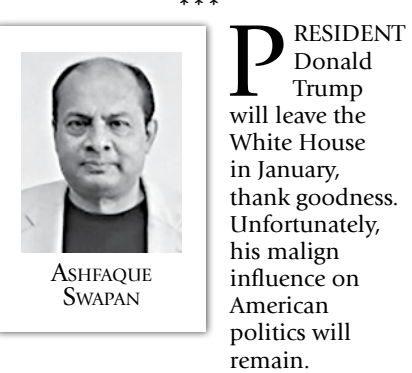 ***
ASHFAQUE
SWAPAN
PRESIDENT
Donald
Trump
will leave the
White House
in January,
thank goodness.
Unfortunately,
his malign
influence on
American
politics will
remain.